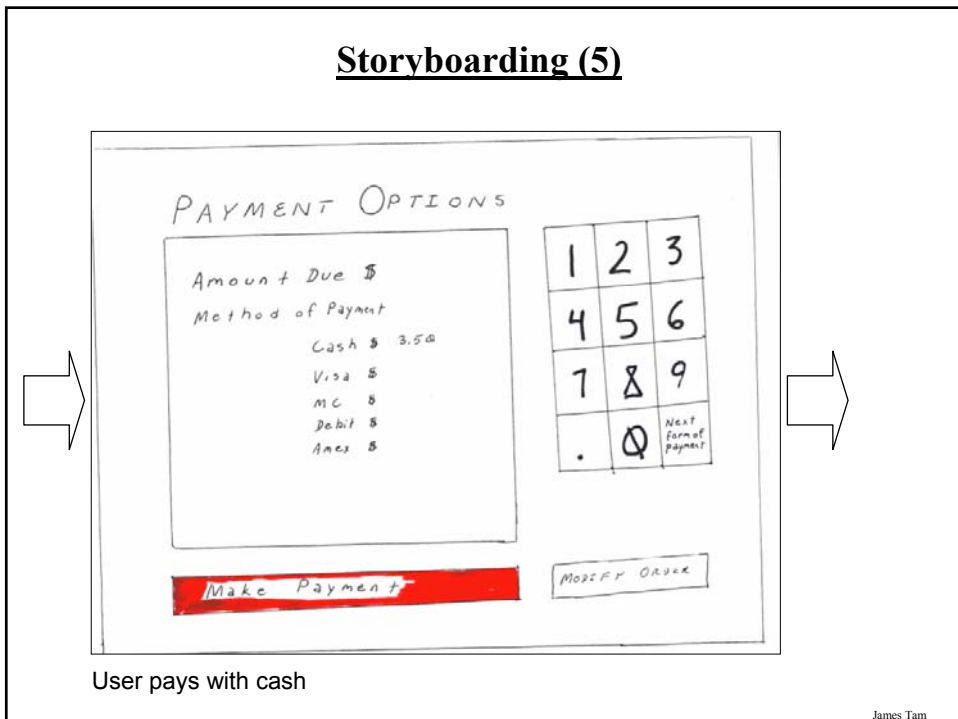 Storyboarding (5)
PAYMENT OPTIONS
Amount Due $
Method of Payment
Cash $ 3.50
Visa $
MC $
Debit $
Amex $
1 2 3
4 5 6
7 8 9
. 0 Next form of payment
Make Payment
MODIFY ORDER
User pays with cash
James Tam